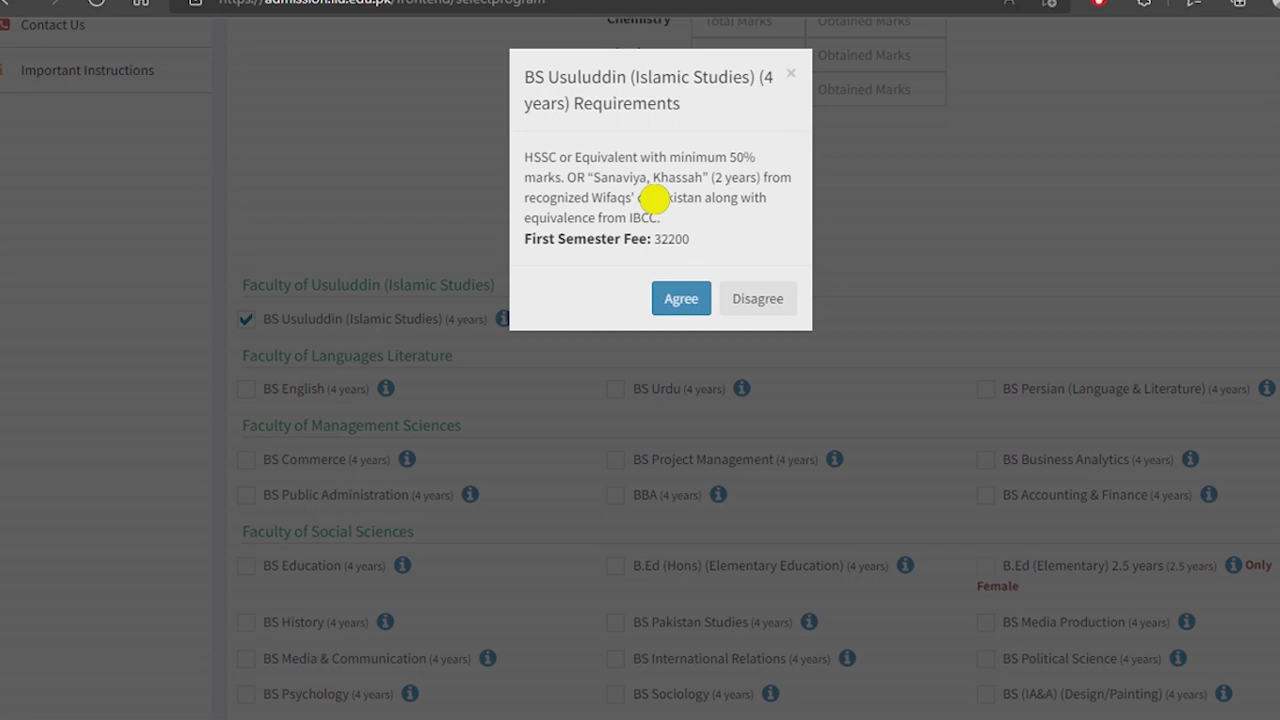 Contact Us
Important Instructions
Chemistry
Total Marks
Obtained Marks
Obtained Marks
Obtained Marks
BS Usuluddin (Islamic Studies) (4
years) Requirements
×
HSSC or Equivalent with minimum 50%
marks. OR “Sanaviya, Khassah” (2 years) from
recognized Wifaqs’ along with
equivalence from IBCC.
First Semester Fee: 32200
Agree Disagree
Faculty of Usuluddin (Islamic Studies)
BS Usuluddin (Islamic Studies) (4 years)
Faculty of Languages Literature
BS English (4 years) BS Urdu (4 years) BS Persian (Language & Literature) (4 years)
Faculty of Management Sciences
BS Commerce (4 years) BS Project Management (4 years) BS Business Analytics (4 years)
BS Public Administration (4 years) BBA (4 years) BS Accounting & Finance (4 years)
Faculty of Social Sciences
BS Education (4 years) B.Ed (Hons) (Elementary Education) (4 years) B.Ed (Elementary) 2.5 years (2.5 years) Only
Female
BS History (4 years) BS Pakistan Studies (4 years) BS Media Production (4 years)
BS Media & Communication (4 years) BS International Relations (4 years) BS Political Science (4 years)
BS Psychology (4 years) BS Sociology (4 years) BS (IA&A) (Design/Painting) (4 years)